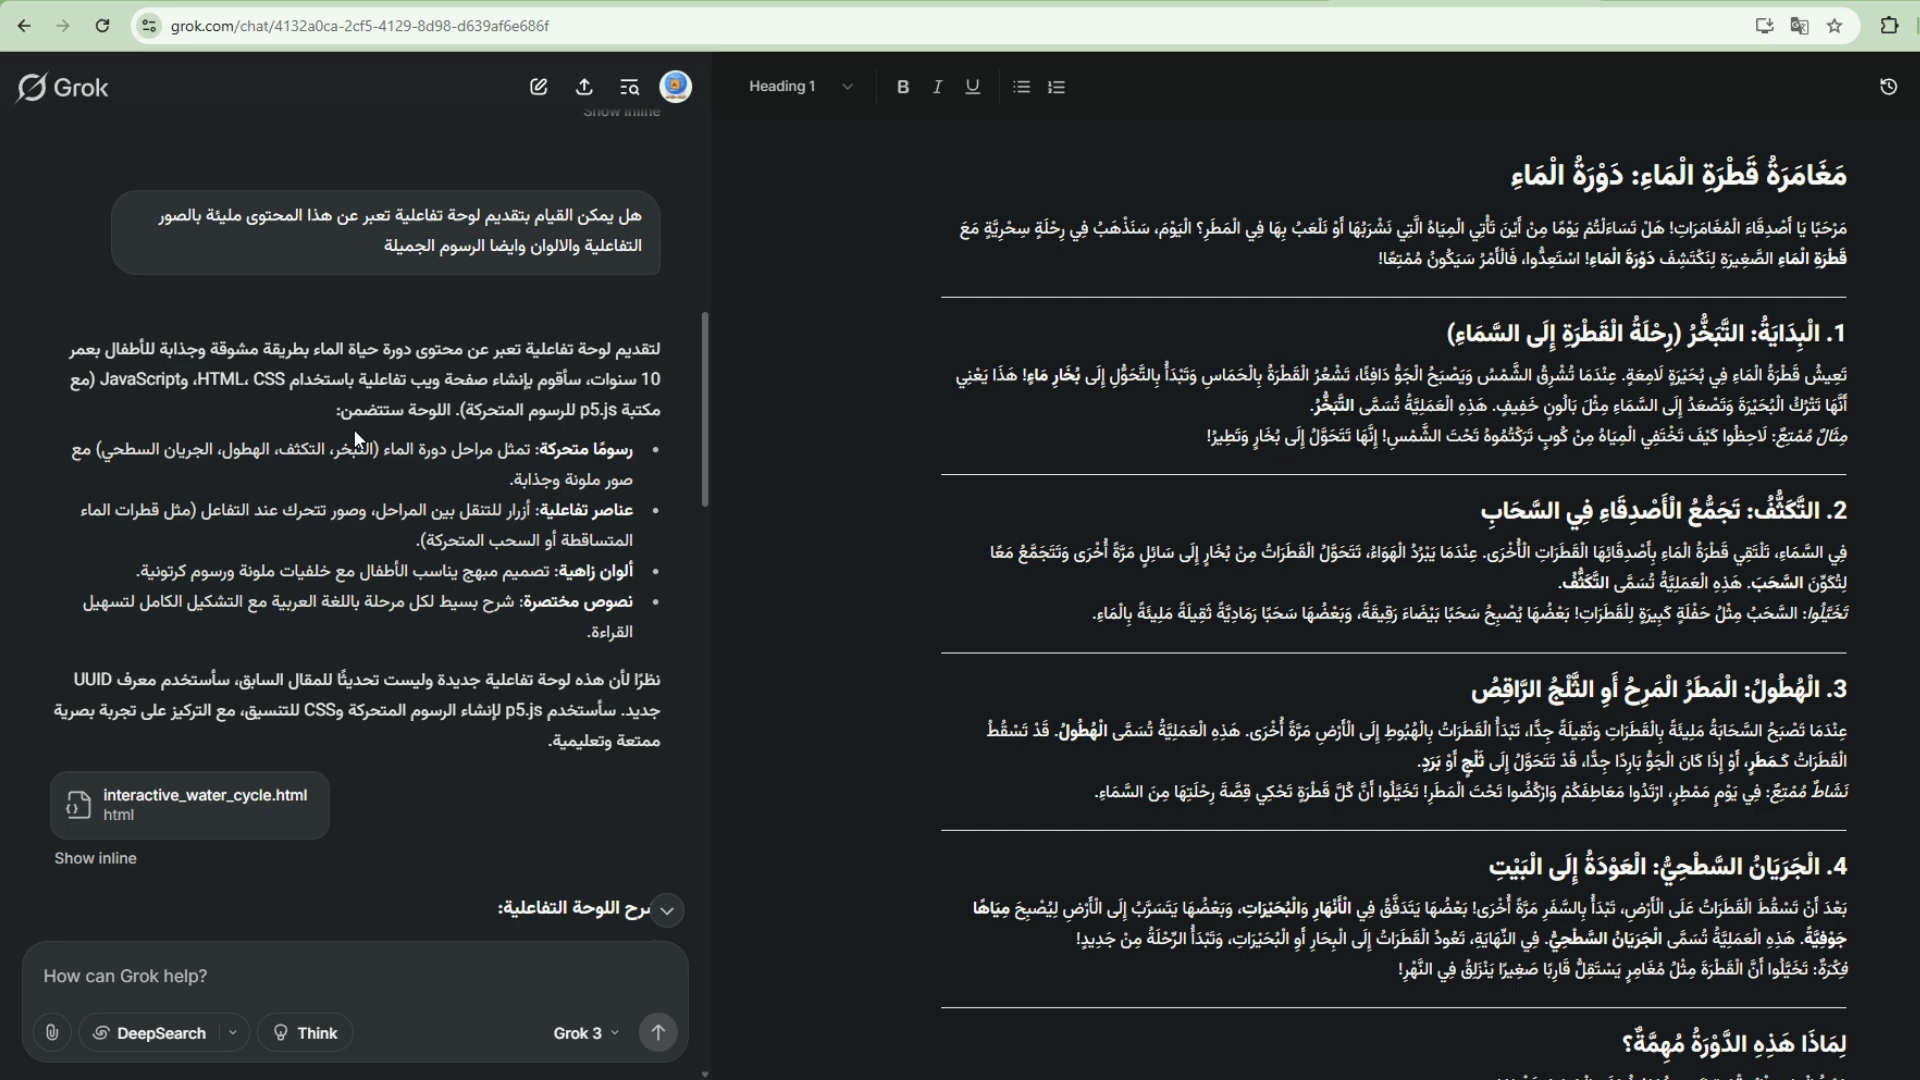 grok.com/chat/4132a0ca-2cf5-4129-8d98-d639af6e686f
Grok
Show inline
هل يمكن القيام بتقديم لوحة تفاعلية تعبر عن هذا المحتوى مليئة بالصور
التفاعلية والالوان وايضا الرسوم الجميلة
لتقديم لوحة تفاعلية تعبر عن محتوى دورة حياة الماء بطريقة مشوقة وجذابة للأطفال بعمر
10 سنوات، سأقوم بإنشاء صفحة ويب تفاعلية باستخدام HTML، CSS، وJavaScript (مع
مكتبة p5.js للرسوم المتحركة). اللوحة ستتضمن:
• رسومًا متحركة: تمثل مراحل دورة الماء (التبخر، التكثف، الهطول، الجريان السطحي) مع
صور ملونة وجذابة.
• عناصر تفاعلية: أزرار للتنقل بين المراحل، وصور تتحرك عند التفاعل (مثل قطرات الماء
المتساقطة أو السحب المتحركة).
• ألوان زاهية: تصميم مبهج يناسب الأطفال مع خلفيات ملونة ورسوم كرتونية.
• نصوص مختصرة: شرح بسيط لكل مرحلة باللغة العربية مع التشكيل الكامل لتسهيل
القراءة.
نظرًا لأن هذه لوحة تفاعلية جديدة وليست تحديثًا للمقال السابق، سأستخدم معرف UUID
جديد. سأستخدم p5.js لإنشاء الرسوم المتحركة وCSS للتنسيق، مع التركيز على تجربة بصرية
ممتعة وتعليمية.
interactive_water_cycle.html
html
Show inline
اللوحة التفاعلية:
How can Grok help?
DeepSearch
Think
Grok 3
Heading 1
B I U
مَغَامَرَةُ قَطْرَةِ الْمَاءِ: دَوْرَةُ الْمَاءِ
مَرْحَبًا يَا أَصْدِقَاءَ الْمُغَامَرَاتِ! هَلْ تَسَاءَلْتُمْ يَوْمًا مِنْ أَيْنَ تَأْتِي الْمِيَاهُ الَّتِي نَشْرَبُهَا أَوْ نَلْعَبُ بِهَا فِي الْمَطَرِ؟ الْيَوْمَ، سَنَذْهَبُ فِي رِحْلَةٍ سِحْرِيَّةٍ مَعَ
قَطْرَةِ الْمَاءِ الصَّغِيرَةِ لِنَكْتَشِفَ دَوْرَةَ الْمَاءِ! اسْتَعِدُّوا، فَالْأَمْرُ سَيَكُونُ مُمْتِعًا!
1. الْبِدَايَةُ: التَّبَخُّرُ (رِحْلَةُ الْقَطْرَةِ إِلَى السَّمَاءِ)
تَعِيشُ قَطْرَةُ الْمَاءِ فِي بُحَيْرَةٍ لَامِعَةٍ. عِنْدَمَا تُشْرِقُ الشَّمْسُ وَيَصْبَحُ الْجَوُّ دَافِئًا، تَشْعُرُ الْقَطْرَةُ بِالْحَمَاسِ وَتَبْدَأُ بِالتَّحَوُّلِ إِلَى بُخَارِ مَاءٍ! هَذَا يَعْنِي
أَنَّهَا تَتْرُكُ الْبُحَيْرَةَ وَتَصْعَدُ إِلَى السَّمَاءِ مِثْلَ بَالُونٍ خَفِيفٍ. هَذِهِ الْعَمَلِيَّةُ تُسَمَّى التَّبَخُّرُ.
مِثَالٌ مُمْتِعٌ: لَاحِظُوا كَيْفَ تَخْتَفِي الْمِيَاهُ مِنْ كُوبٍ تَرَكْتُمُوهُ تَحْتَ الشَّمْسِ! إِنَّهَا تَتَحَوَّلُ إِلَى بُخَارٍ وَتَطِيرُ!
2. التَّكَثُّفُ: تَجَمُّعُ الْأَصْدِقَاءِ فِي السَّحَابِ
فِي السَّمَاءِ، تَلْتَقِي قَطْرَةُ الْمَاءِ بِأَصْدِقَائِهَا الْقَطَرَاتِ الْأُخْرَى. عِنْدَمَا يَبْرُدُ الْهَوَاءُ، تَتَحَوَّلُ الْقَطَرَاتُ مِنْ بُخَارٍ إِلَى سَائِلٍ مَرَّةً أُخْرَى وَتَتَجَمَّعُ مَعًا
لِتُكَوِّنَ السَّحَبَ. هَذِهِ الْعَمَلِيَّةُ تُسَمَّى التَّكَثُّفُ.
تَخَيَّلُوا: السَّحَبُ مِثْلُ حَفْلَةٍ كَبِيرَةٍ لِلْقَطَرَاتِ! بَعْضُهَا يُصْبِحُ سَحَبًا بَيْضَاءَ رَقِيقَةً، وَبَعْضُهَا سَحَبًا رَمَادِيَّةً ثَقِيلَةً مَلِيئَةً بِالْمَاءِ.
3. الْهُطُولُ: الْمَطَرُ الْمَرِحُ أَوِ الثَّلْجُ الرَّاقِصُ
عِنْدَمَا تَصْبَحُ السَّحَابَةُ مَلِيئَةً بِالْقَطَرَاتِ وَثَقِيلَةً جِدًّا، تَبْدَأُ الْقَطَرَاتُ بِالْهُبُوطِ إِلَى الْأَرْضِ مَرَّةً أُخْرَى. هَذِهِ الْعَمَلِيَّةُ تُسَمَّى الْهُطُولُ. قَدْ تَسْقُطُ
الْقَطَرَاتُ كَـمَطَرٍ، أَوْ إِذَا كَانَ الْجَوُّ بَارِدًا جِدًّا، قَدْ تَتَحَوَّلُ إِلَى ثَلْجٍ أَوْ بَرَدٍ.
نَشَاطٌ مُمْتِعٌ: فِي يَوْمٍ مَمْطِرٍ، ارْتَدُوا مَعَاطِفَكُمْ وَارْكُضُوا تَحْتَ الْمَطَرِ! تَخَيَّلُوا أَنَّ كُلَّ قَطْرَةٍ تَحْكِي قِصَّةَ رِحْلَتِهَا مِنَ السَّمَاءِ.
4. الْجَرَيَانُ السَّطْحِيُّ: الْعَوْدَةُ إِلَى الْبَيْتِ
بَعْدَ أَنْ تَسْقُطَ الْقَطَرَاتُ عَلَى الْأَرْضِ، تَبْدَأُ بِالسَّفَرِ مَرَّةً أُخْرَى! بَعْضُهَا يَتَدَفَّقُ فِي الْأَنْهَارِ وَالْبُحَيْرَاتِ، وَبَعْضُهَا يَتَسَرَّبُ إِلَى الْأَرْضِ لِيُصْبِحَ مِيَاهًا
جَوْفِيَّةً. هَذِهِ الْعَمَلِيَّةُ تُسَمَّى الْجَرَيَانُ السَّطْحِيُّ. فِي النِّهَايَةِ، تَعُودُ الْقَطَرَاتُ إِلَى الْبِحَارِ أَوِ الْبُحَيْرَاتِ، وَتَبْدَأُ الرِّحْلَةُ مِنْ جَدِيدٍ!
فِكْرَةٌ: تَخَيَّلُوا أَنَّ الْقَطْرَةَ مِثْلُ مُغَامِرٍ يَسْتَقِلُّ قَارِبًا صَغِيرًا يَنْزَلِقُ فِي النَّهْرِ!
لِمَاذَا هَذِهِ الدَّوْرَةُ مُهِمَّةٌ؟